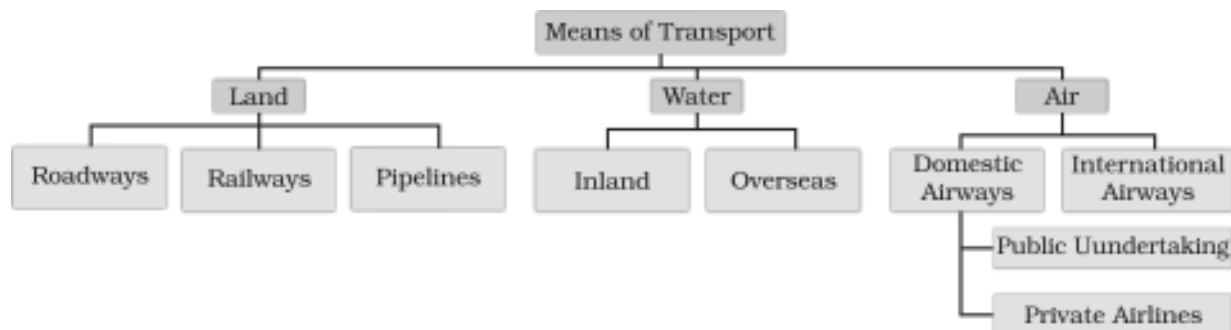 Means of Transport
Land
Water
Air
Roadways
Railways
Pipelines
Inland
Overseas
Domestic
Airways
International
Airways
Public Uundertaking
Private Airlines